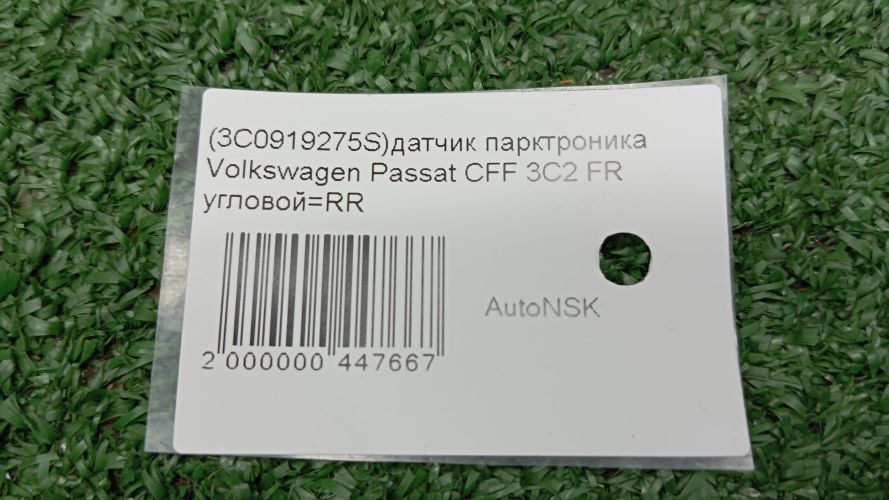 (3C0919275S)датчик парктроника
Volkswagen Passat CFF 3C2 FR
угловой=RR
AutoNSK
2 000000 447667